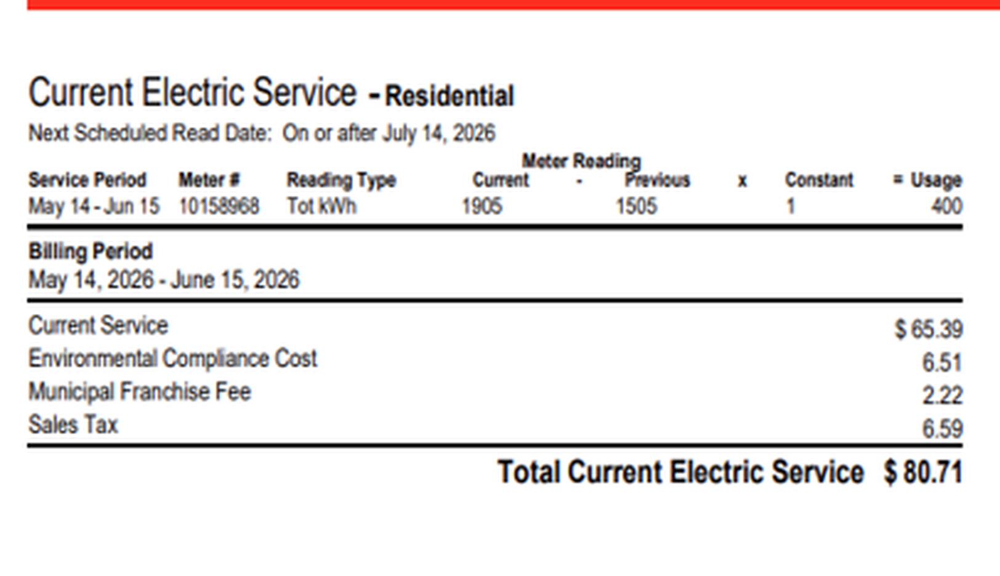 Current Electric Service - Residential
Next Scheduled Read Date: On or after July 14, 2026
Meter Reading
Service Period Meter # Reading Type Current - Previous x Constant = Usage
May 14 - Jun 15 10158968 Tot kWh 1905 1505 1 400
Billing Period
May 14, 2026 - June 15, 2026
Current Service $ 65.39
Environmental Compliance Cost 6.51
Municipal Franchise Fee 2.22
Sales Tax 6.59
Total Current Electric Service $ 80.71